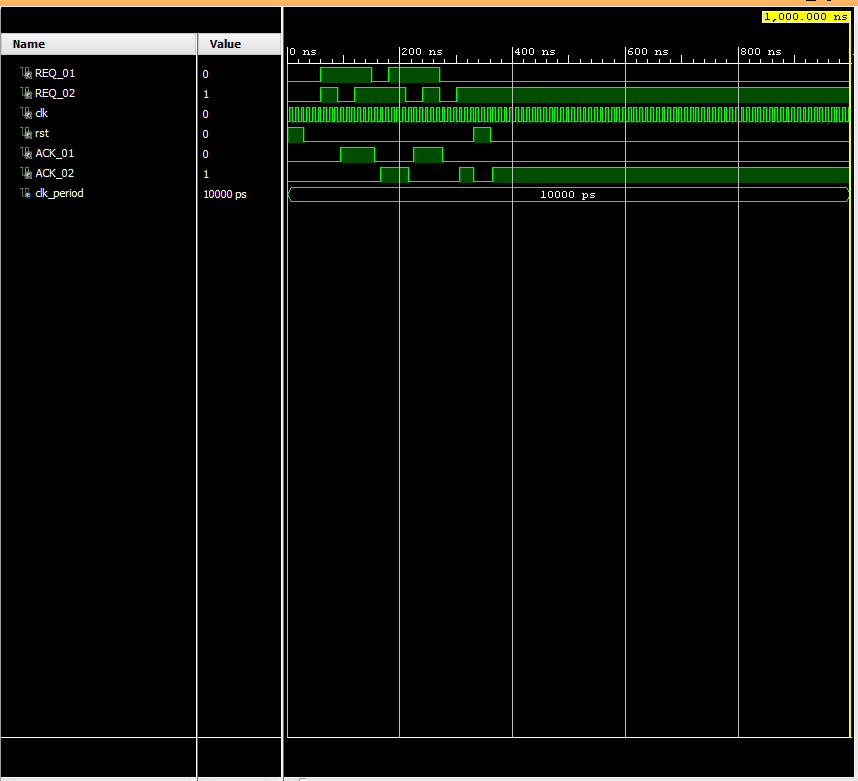 1,000.000 ns
Name Value
0 ns 200 ns 400 ns 600 ns 800 ns
REQ_01 0
REQ_02 1
clk 0
rst 0
ACK_01 0
ACK_02 1
clk_period 10000 ps 10000 ps